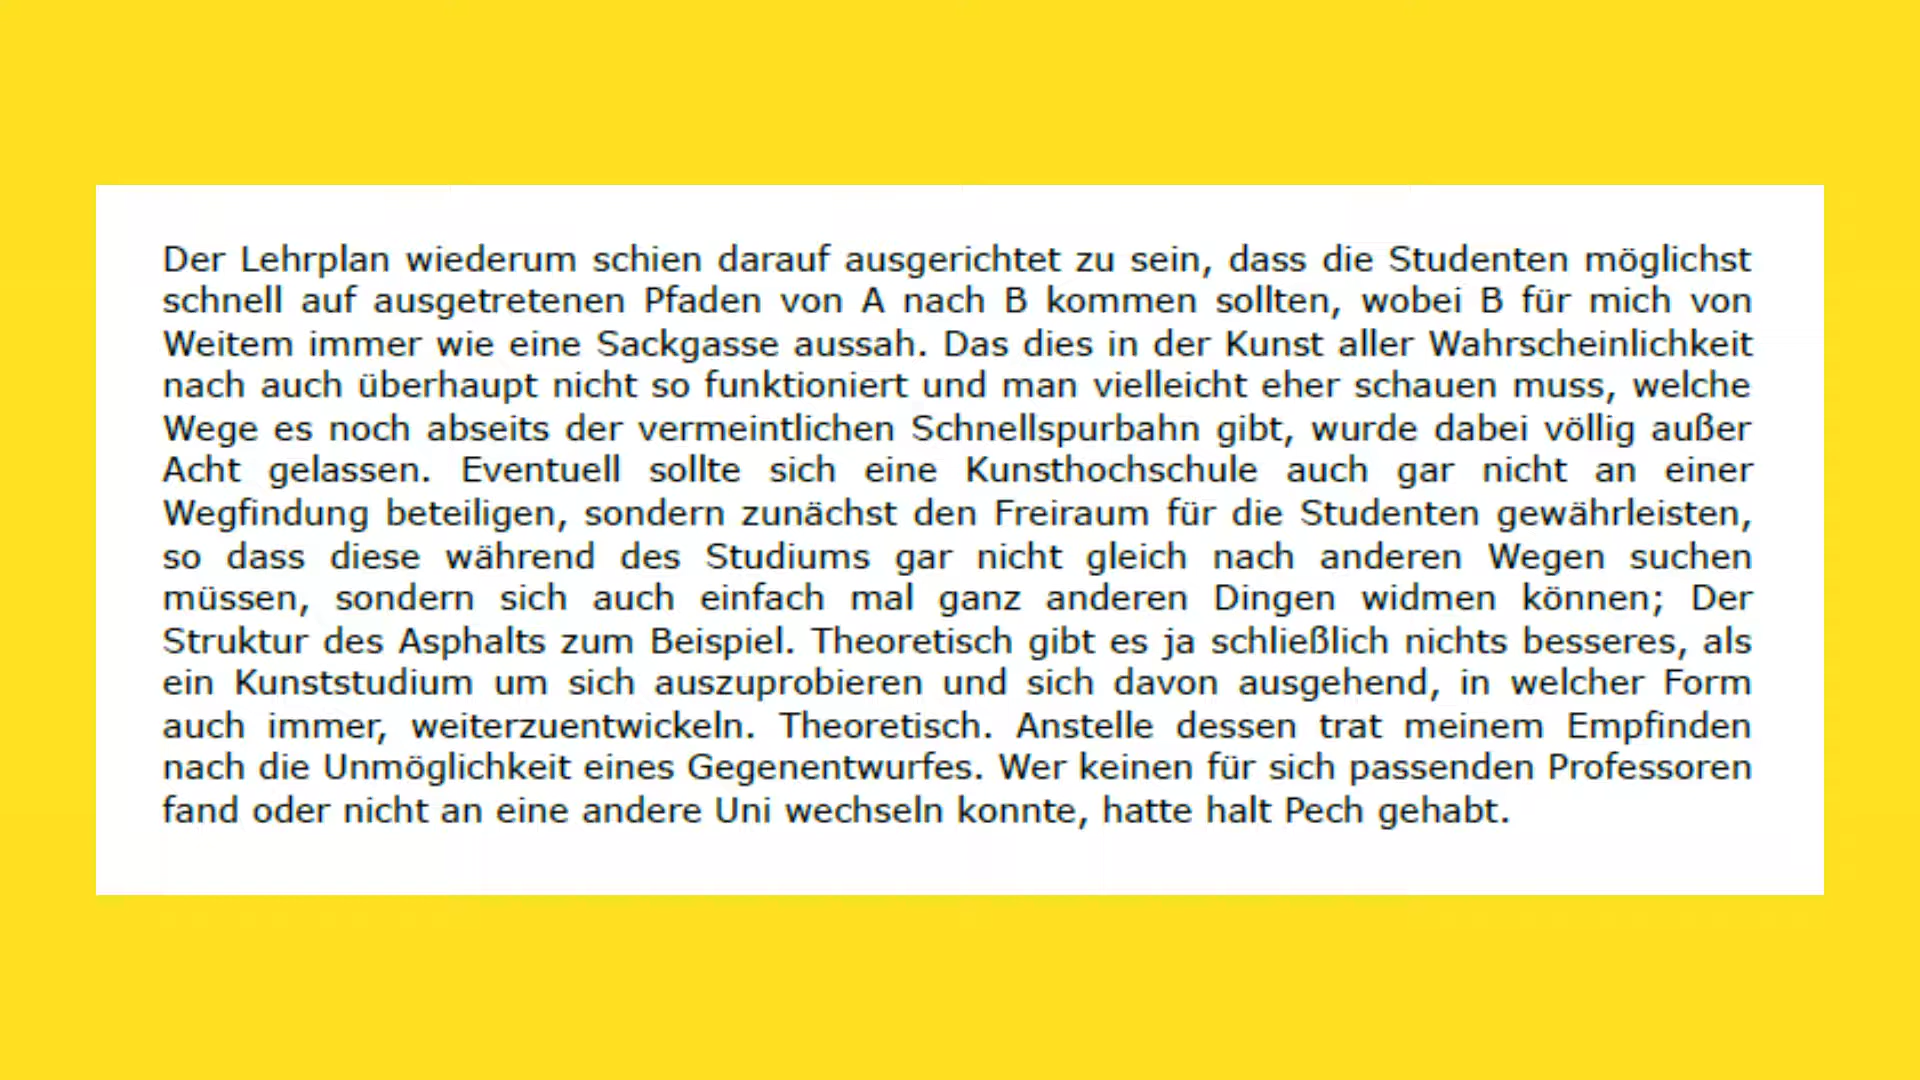 Der Lehrplan wiederum schien darauf ausgerichtet zu sein, dass die Studenten möglichst
schnell auf ausgetretenen Pfaden von A nach B kommen sollten, wobei B für mich von
Weitem immer wie eine Sackgasse aussah. Das dies in der Kunst aller Wahrscheinlichkeit
nach auch überhaupt nicht so funktioniert und man vielleicht eher schauen muss, welche
Wege es noch abseits der vermeintlichen Schnellspurbahn gibt, wurde dabei völlig außer
Acht gelassen. Eventuell sollte sich eine Kunsthochschule auch gar nicht an einer
Wegfindung beteiligen, sondern zunächst den Freiraum für die Studenten gewährleisten,
so dass diese während des Studiums gar nicht gleich nach anderen Wegen suchen
müssen, sondern sich auch einfach mal ganz anderen Dingen widmen können; Der
Struktur des Asphalts zum Beispiel. Theoretisch gibt es ja schließlich nichts besseres, als
ein Kunststudium um sich auszuprobieren und sich davon ausgehend, in welcher Form
auch immer, weiterzuentwickeln. Theoretisch. Anstelle dessen trat meinem Empfinden
nach die Unmöglichkeit eines Gegenentwurfes. Wer keinen für sich passenden Professoren
fand oder nicht an eine andere Uni wechseln konnte, hatte halt Pech gehabt.